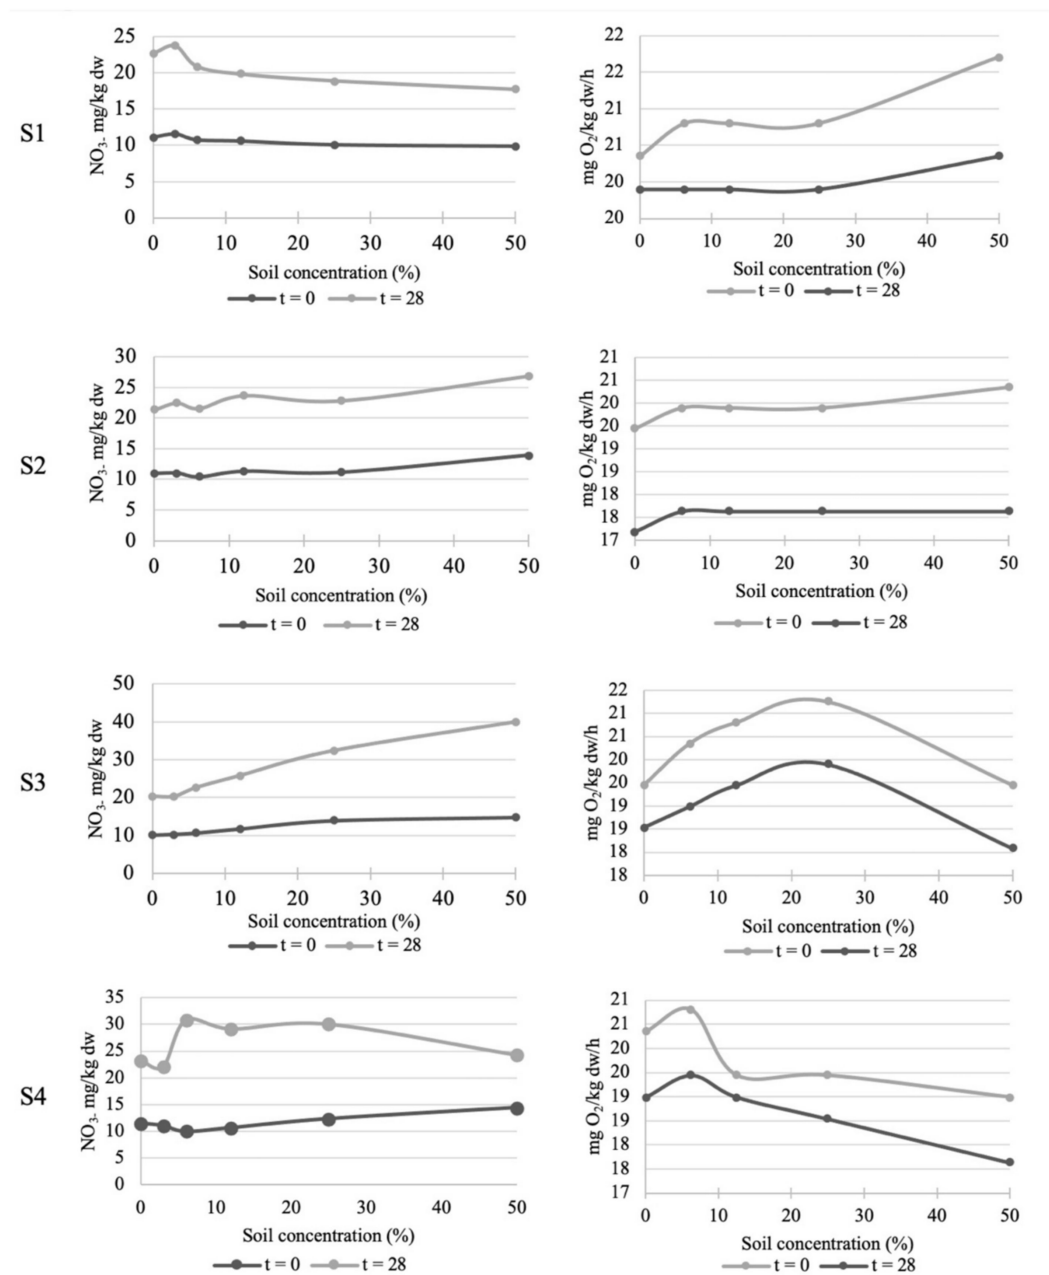 S1
NO3- mg/kg dw
25
20
15
10
5
0
0 10 20 30 40 50
Soil concentration (%)
t = 0 t = 28
mg O2/kg dw/h
22
22
21
21
20
20
0 10 20 30 40 50
Soil concentration (%)
t = 0 t = 28
S2
NO3- mg/kg dw
30
25
20
15
10
5
0
0 10 20 30 40 50
Soil concentration (%)
t = 0 t = 28
mg O2/kg dw/h
21
21
20
20
19
19
18
18
17
0 10 20 30 40 50
Soil concentration (%)
t = 0 t = 28
S3
NO3- mg/kg dw
50
40
30
20
10
0
0 10 20 30 40 50
Soil concentration (%)
t = 0 t = 28
mg O2/kg dw/h
22
21
21
20
20
19
19
18
18
0 10 20 30 40 50
Soil concentration (%)
t = 0 t = 28
S4
NO3- mg/kg dw
35
30
25
20
15
10
5
0
0 10 20 30 40 50
Soil concentration (%)
t = 0 t = 28
mg O2/kg dw/h
21
21
20
20
19
19
18
18
17
0 10 20 30 40 50
Soil concentration (%)
t = 0 t = 28